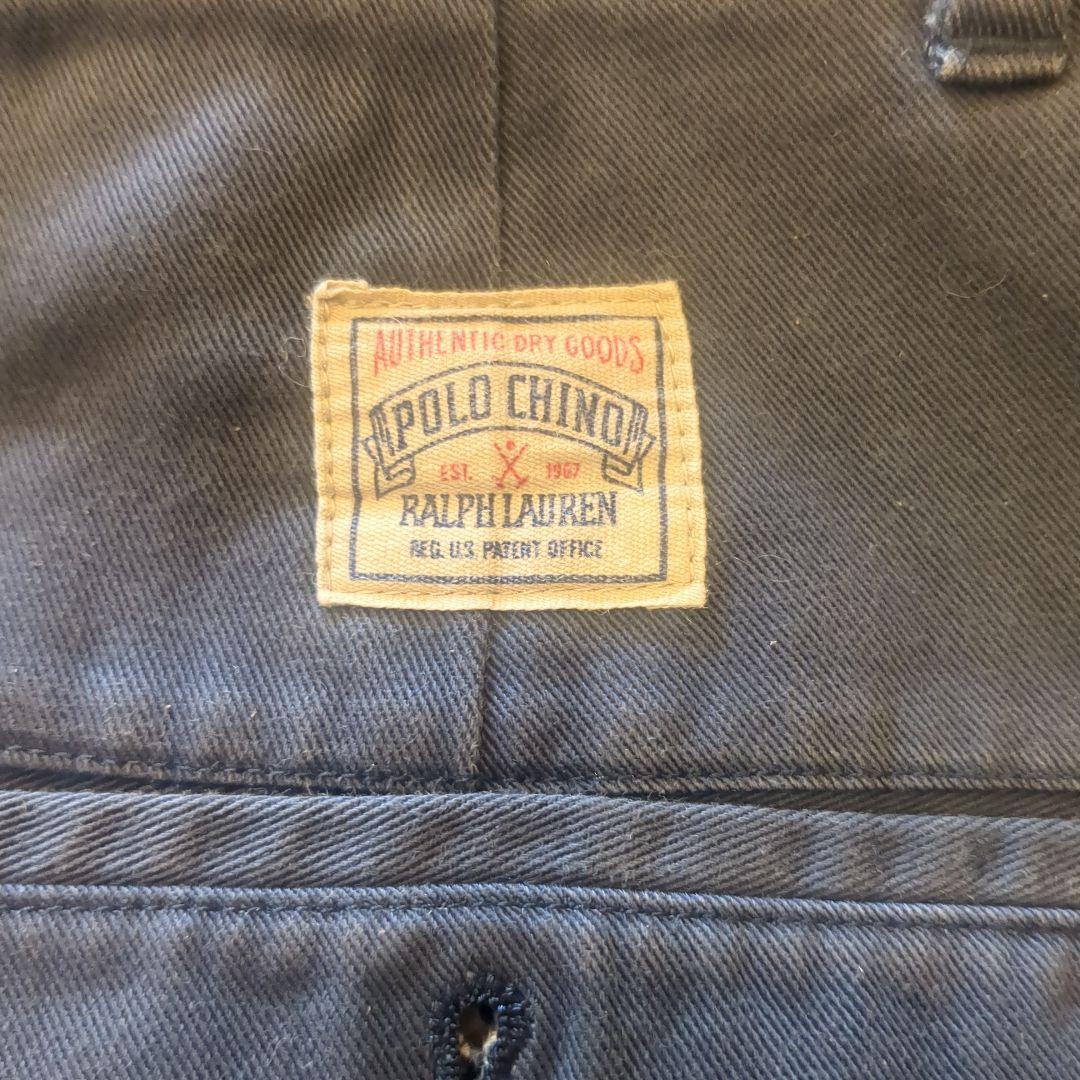 AUTHENTIC DRY GOODS
POLO CHINO
EST. 1967
RALPH LAUREN
REG. U.S. PATENT OFFICE